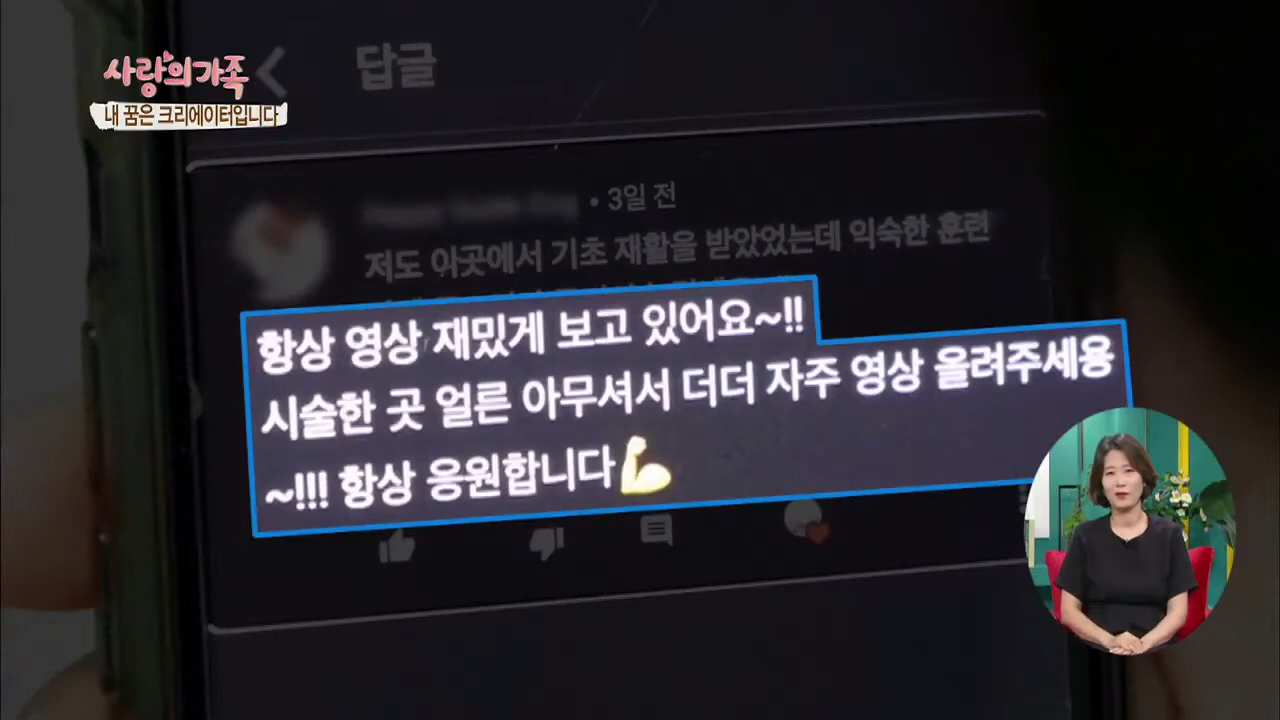 사랑의 가족
내 꿈은 크리에이터입니다
답글
• 3일 전
저도 이곳에서 기초 재활을 받았었는데 익숙한 훈련
항상 영상 재밌게 보고 있어요~!!
시술한 곳 얼른 아무셔서 더더 자주 영상 올려주세용
~!!! 항상 응원합니다💪